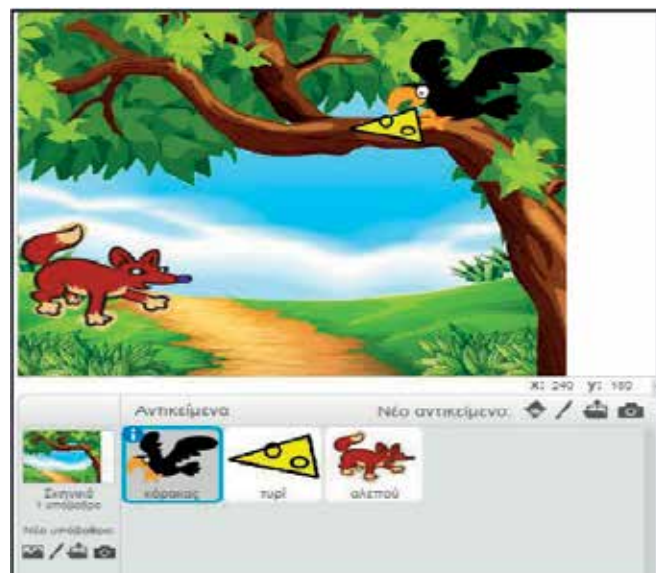 x: 240 y: 180
Αντικείμενα Νέο αντικείμενο:
κόρακας τυρί αλεπού
Σκηνικό
1 υπόβαθρο
Νέο υπόβαθρο: